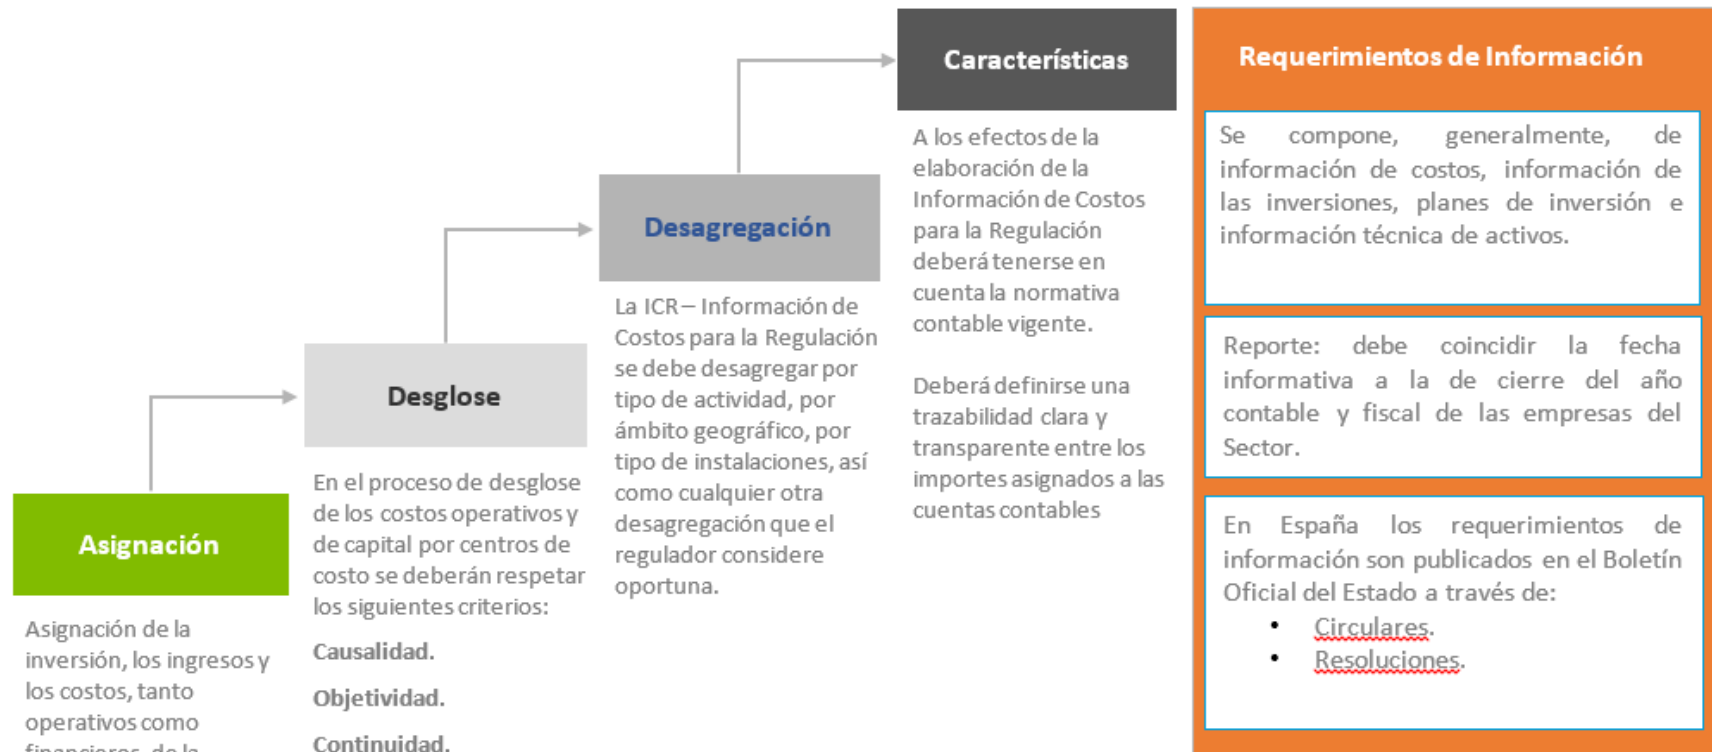 Asignación
Asignación de la
inversión, los ingresos y
los costos, tanto
operativos como
financieros, de la
Desglose
En el proceso de desglose
de los costos operativos y
de capital por centros de
costo se deberán respetar
los siguientes criterios:
Causalidad.
Objetividad.
Continuidad.
Desagregación
La ICR – Información de
Costos para la Regulación
se debe desagregar por
tipo de actividad, por
ámbito geográfico, por
tipo de instalaciones, así
como cualquier otra
desagregación que el
regulador considere
oportuna.
Características
A los efectos de la
elaboración de la
Información de Costos
para la Regulación
deberá tenerse en
cuenta la normativa
contable vigente.
Deberá definirse una
trazabilidad clara y
transparente entre los
importes asignados a las
cuentas contables
Requerimientos de Información
Se compone, generalmente, de
información de costos, información de
las inversiones, planes de inversión e
información técnica de activos.
Reporte: debe coincidir la fecha
informativa a la de cierre del año
contable y fiscal de las empresas del
Sector.
En España los requerimientos de
información son publicados en el Boletín
Oficial del Estado a través de:
• Circulares.
• Resoluciones.